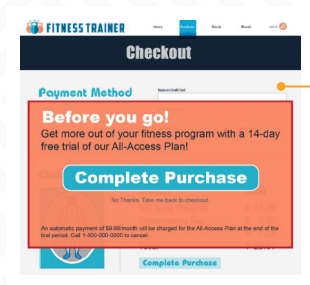 FITNESS TRAINER
Home Products Deals About
Checkout
Payment Method
Before you go!
Get more out of your fitness program with a 14-day
free trial of our All-Access Plan!
Complete Purchase
No Thanks. Take me back to checkout.
An automatic payment of $9.99/month will be charged for the All-Access Plan at the end of the
trial period. Call 1-900-000-0000 to cancel.
Complete Purchase